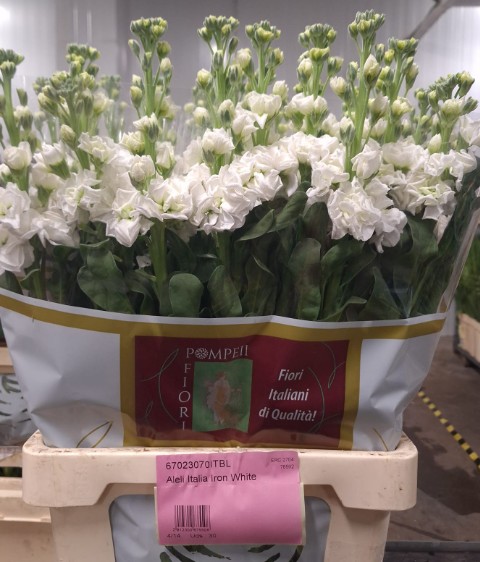 POMPEII
FIORI
Fiori
Italiani
di Qualità!
67023070ITBL
Aleli Italia Iron White